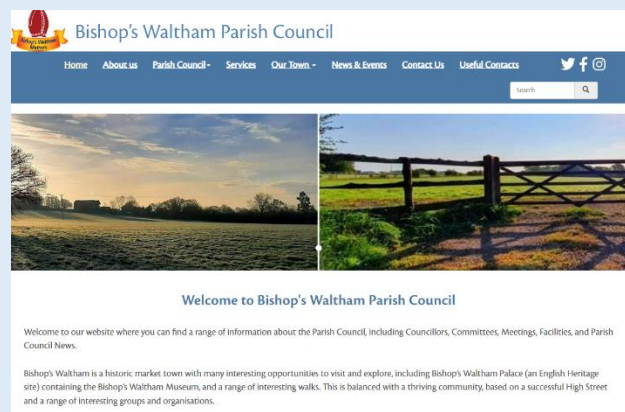 Bishop's Waltham Parish Council
Home About us Parish Council Services Our Town News & Events Contact Us Useful Contacts
Search
Welcome to Bishop's Waltham Parish Council
Welcome to our website where you can find a range of information about the Parish Council, including Councillors, Committees, Meetings, Facilities, and Parish
Council News.
Bishop's Waltham is a historic market town with many interesting opportunities to visit and explore, including Bishop's Waltham Palace (an English Heritage
site) containing the Bishop's Waltham Museum, and a range of interesting walks. This is balanced with a thriving community, based on a successful High Street
and a range of interesting groups and organisations.